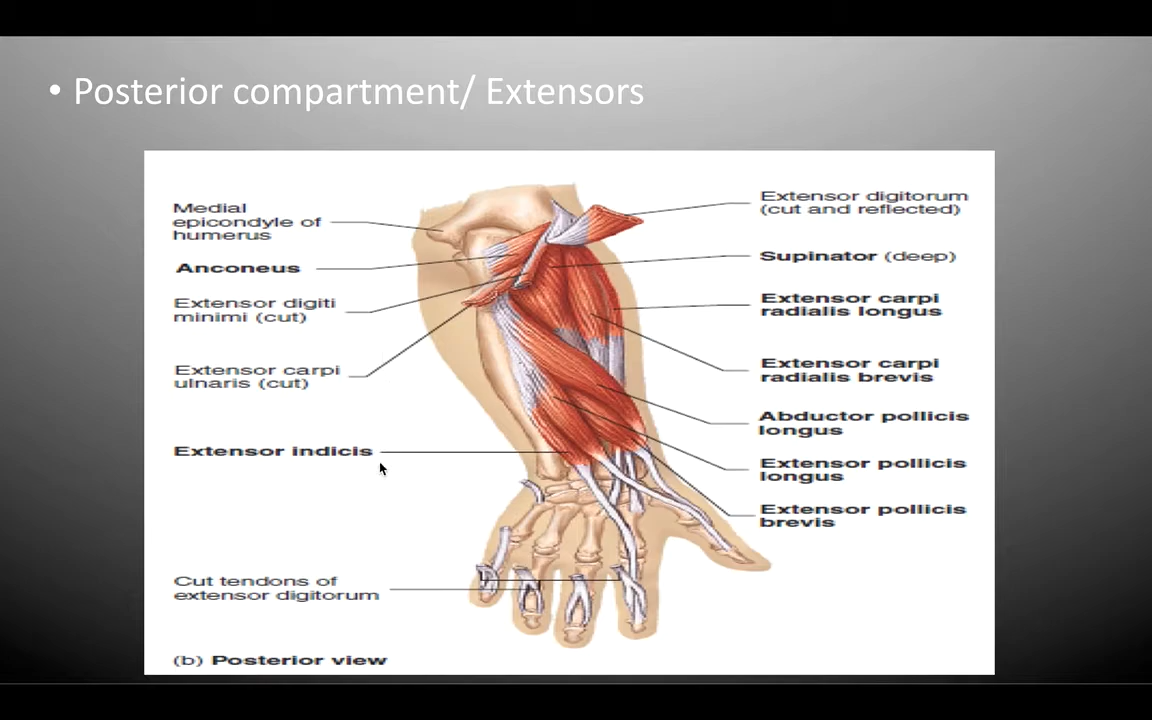 • Posterior compartment/ Extensors
Medial
epicondyle of
humerus
Anconeus
Extensor digiti
minimi (cut)
Extensor carpi
ulnaris (cut)
Extensor indicis
Cut tendons of
extensor digitorum
(b) Posterior view
Extensor digitorum
(cut and reflected)
Supinator (deep)
Extensor carpi
radialis longus
Extensor carpi
radialis brevis
Abductor pollicis
longus
Extensor pollicis
longus
Extensor pollicis
brevis